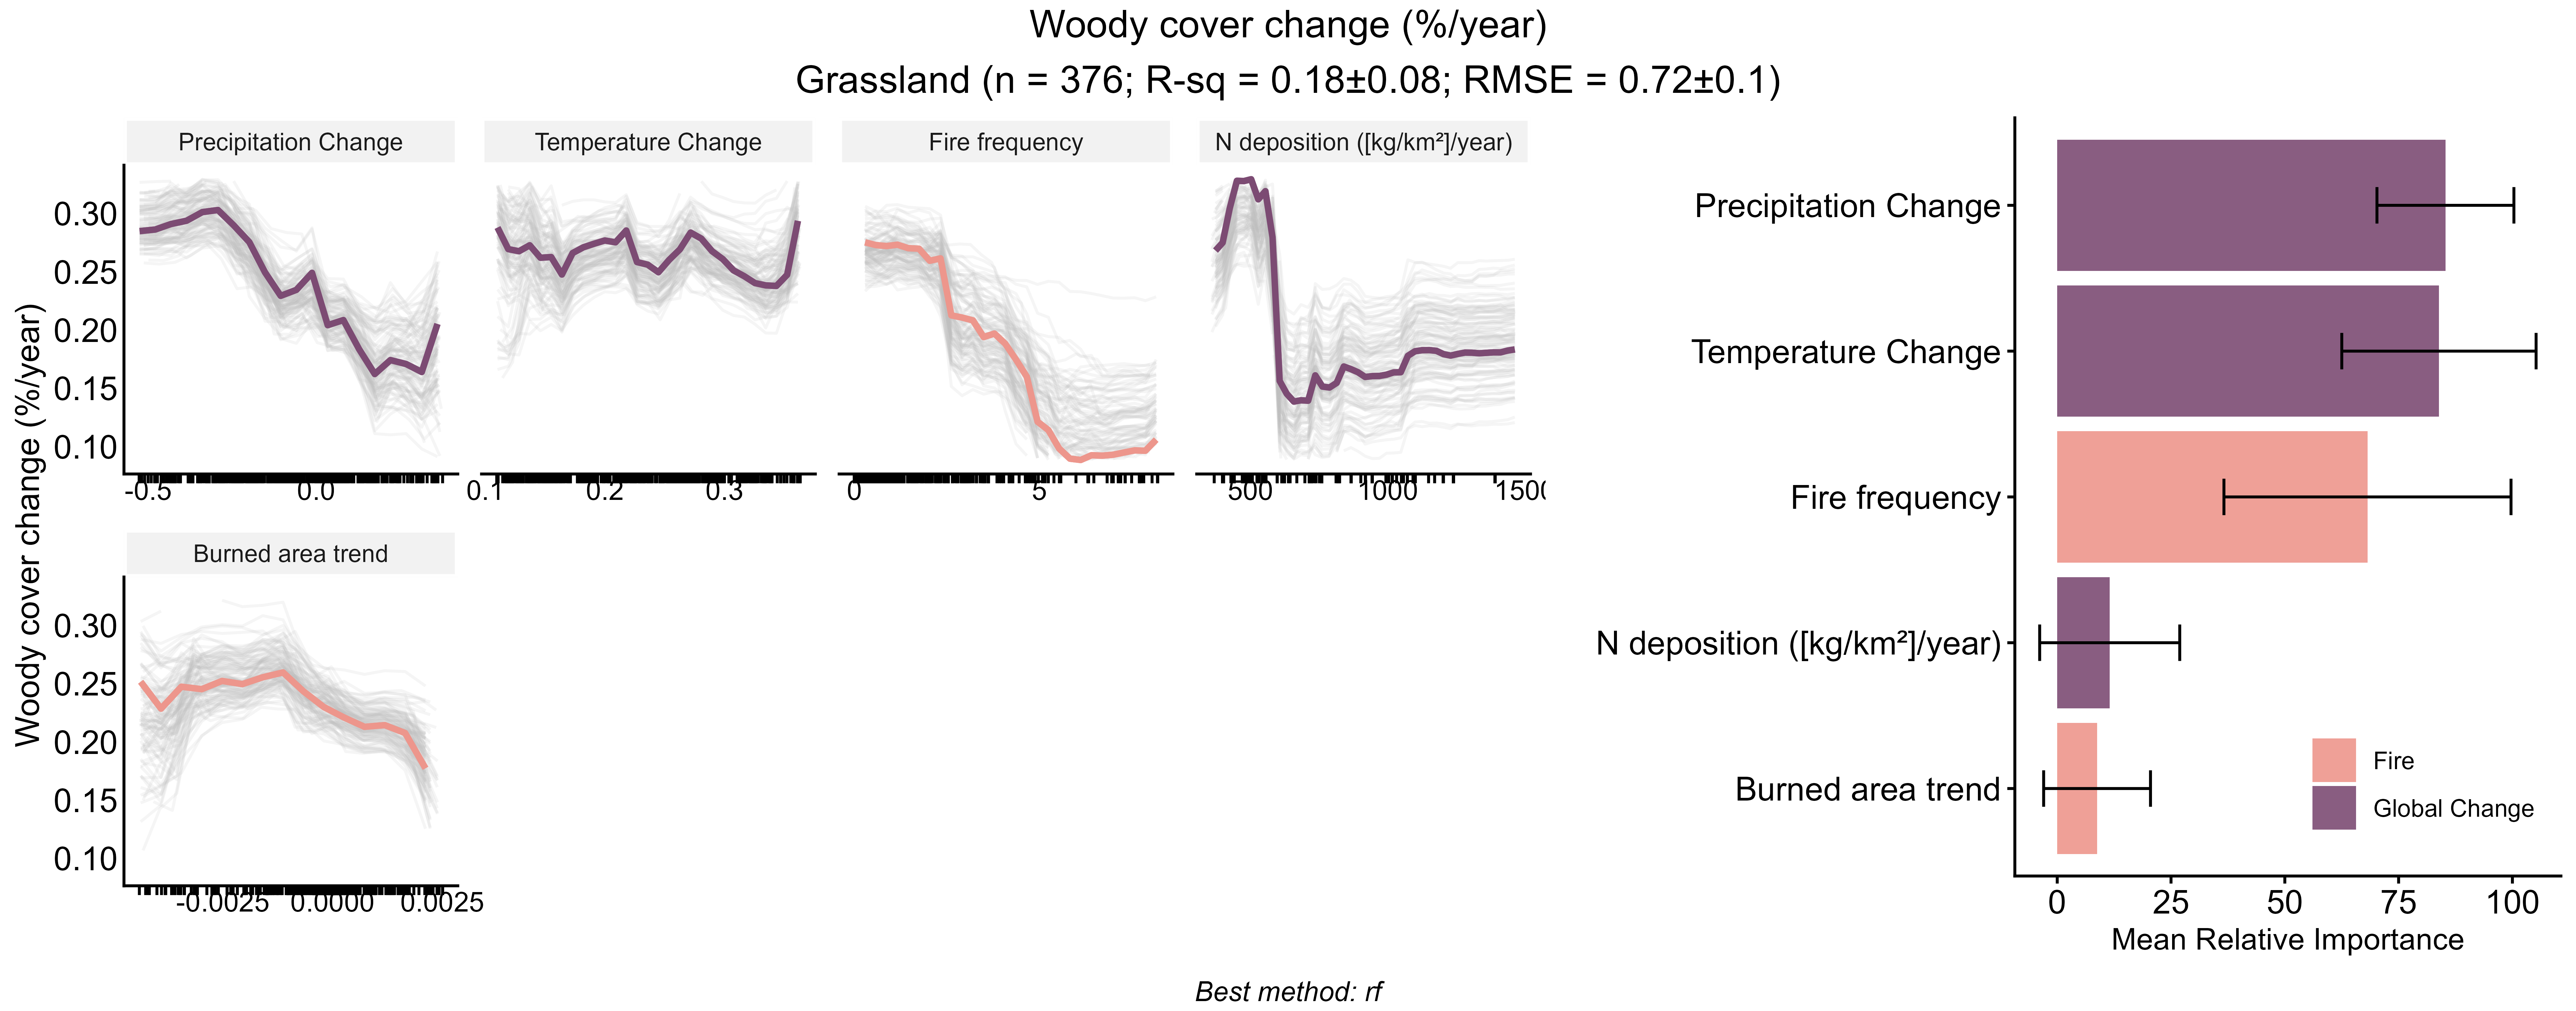 Woody cover change (%/year)
Grassland (n = 376; R-sq = 0.18±0.08; RMSE = 0.72±0.1)
Woody cover change (%/year)
Precipitation Change
0.30
0.25
0.20
0.15
0.10
-0.5 0.0
Temperature Change
0.1 0.2 0.3
Fire frequency
0 5
N deposition ([kg/km²]/year)
500 1000 1500
Burned area trend
0.30
0.25
0.20
0.15
0.10
-0.0025 0.0000 0.0025
Precipitation Change
Temperature Change
Fire frequency
N deposition ([kg/km²]/year)
Burned area trend
Fire
Global Change
0 25 50 75 100
Mean Relative Importance
Best method: rf